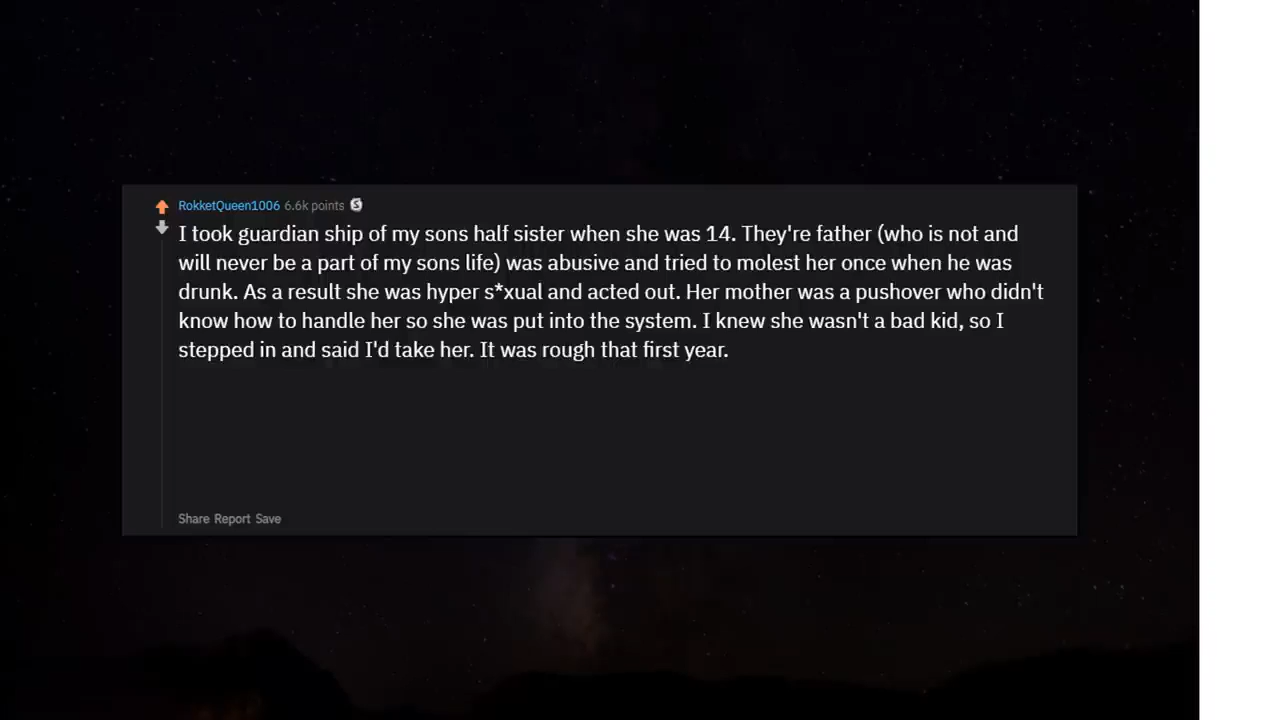 RokketQueen1006 6.6k points
I took guardian ship of my sons half sister when she was 14. They're father (who is not and
will never be a part of my sons life) was abusive and tried to molest her once when he was
drunk. As a result she was hyper s*xual and acted out. Her mother was a pushover who didn't
know how to handle her so she was put into the system. I knew she wasn't a bad kid, so I
stepped in and said I'd take her. It was rough that first year.
Share Report Save